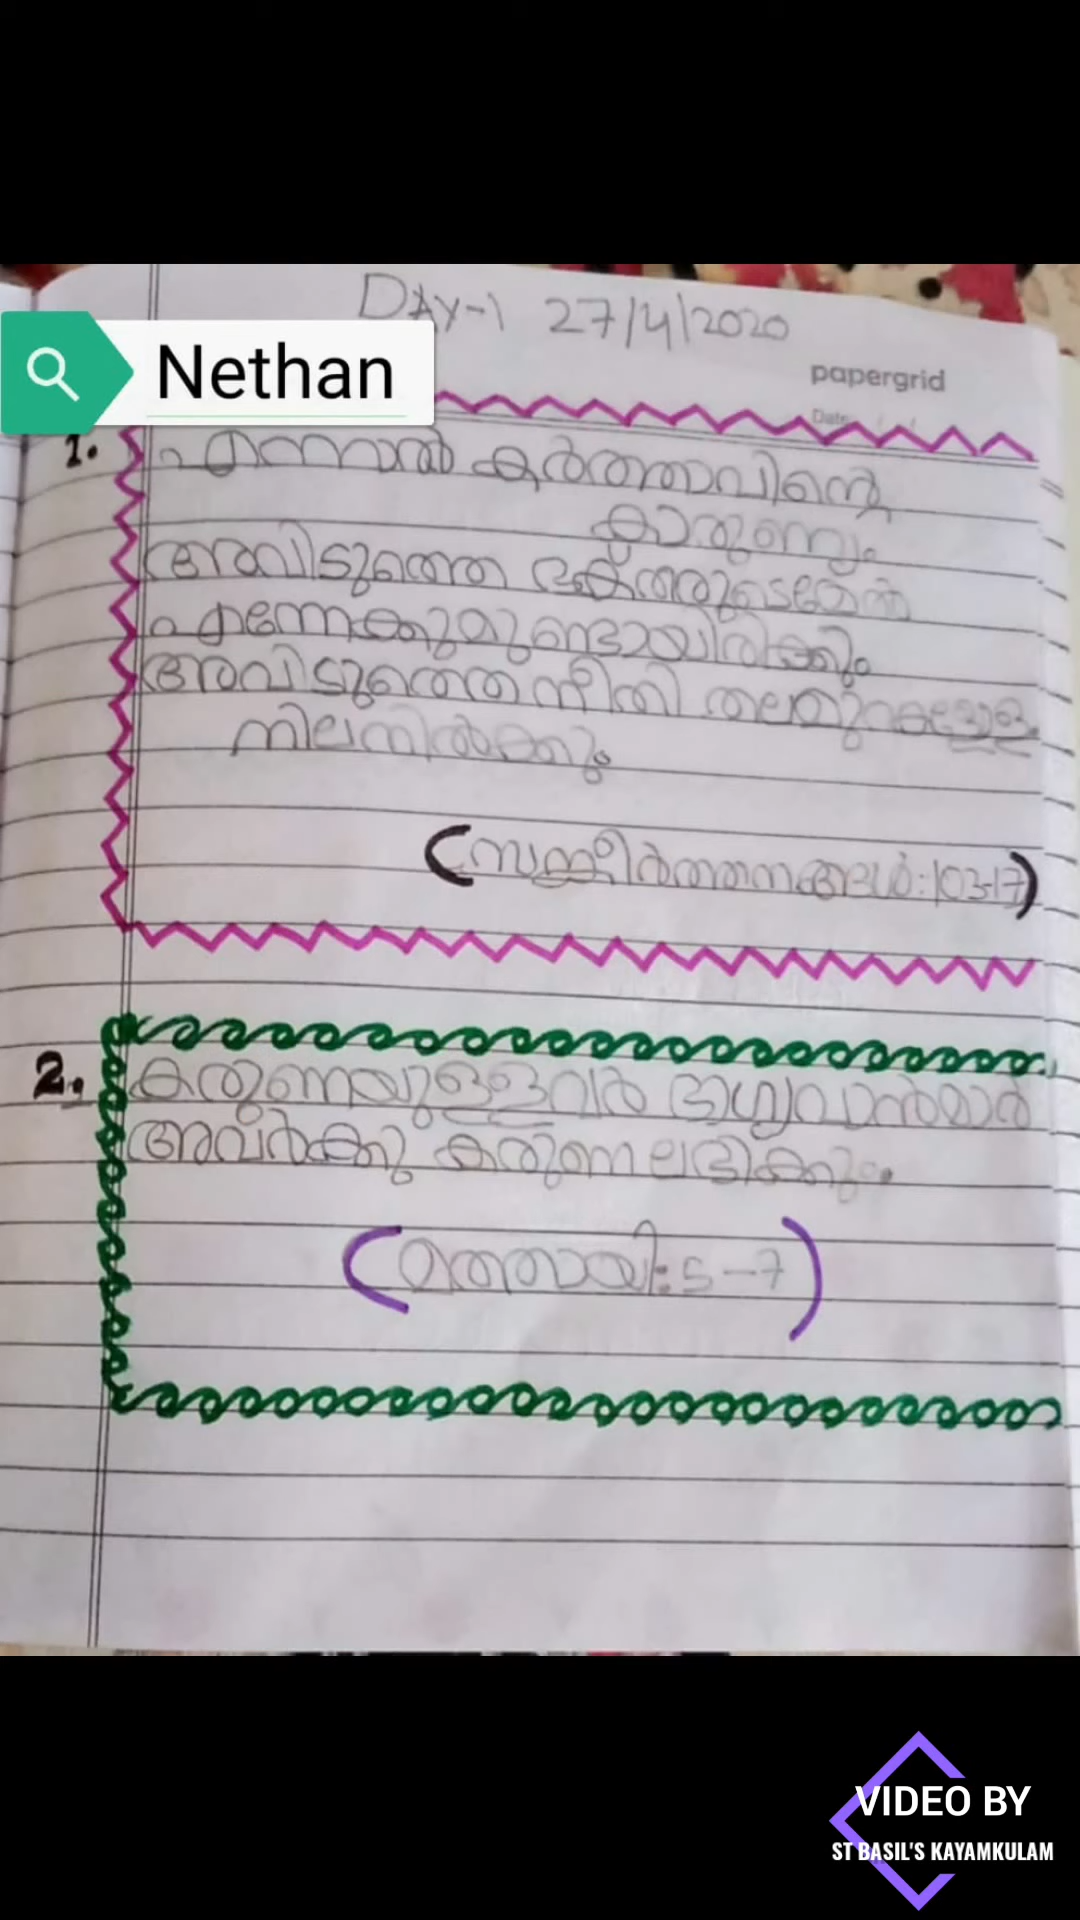 DAY-1 27/4/2020
Nethan
papergrid
Date
1. എന്നാൽ കർത്താവിന്റെ
കാരുണ്യം
അവിടുത്തെ ഭക്തരുടെമേൽ
എന്നേക്കുമുണ്ടായിരിക്കും
അവിടുത്തെ നീതി തലമുറകളോളം
നിലനിൽക്കും
(സങ്കീർത്തനങ്ങൾ:103-17)
2. കരുണയുള്ളവർ ഭാഗ്യവാൻമാർ
അവർക്കു കരുണ ലഭിക്കും.
(മത്തായി:5-7)
VIDEO BY
ST BASIL'S KAYAMKULAM